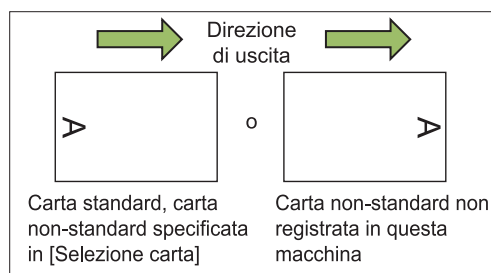 Direzione
di uscita
A
o
A
Carta standard, carta
non-standard specificata
in [Selezione carta]
Carta non-standard non
registrata in questa
macchina